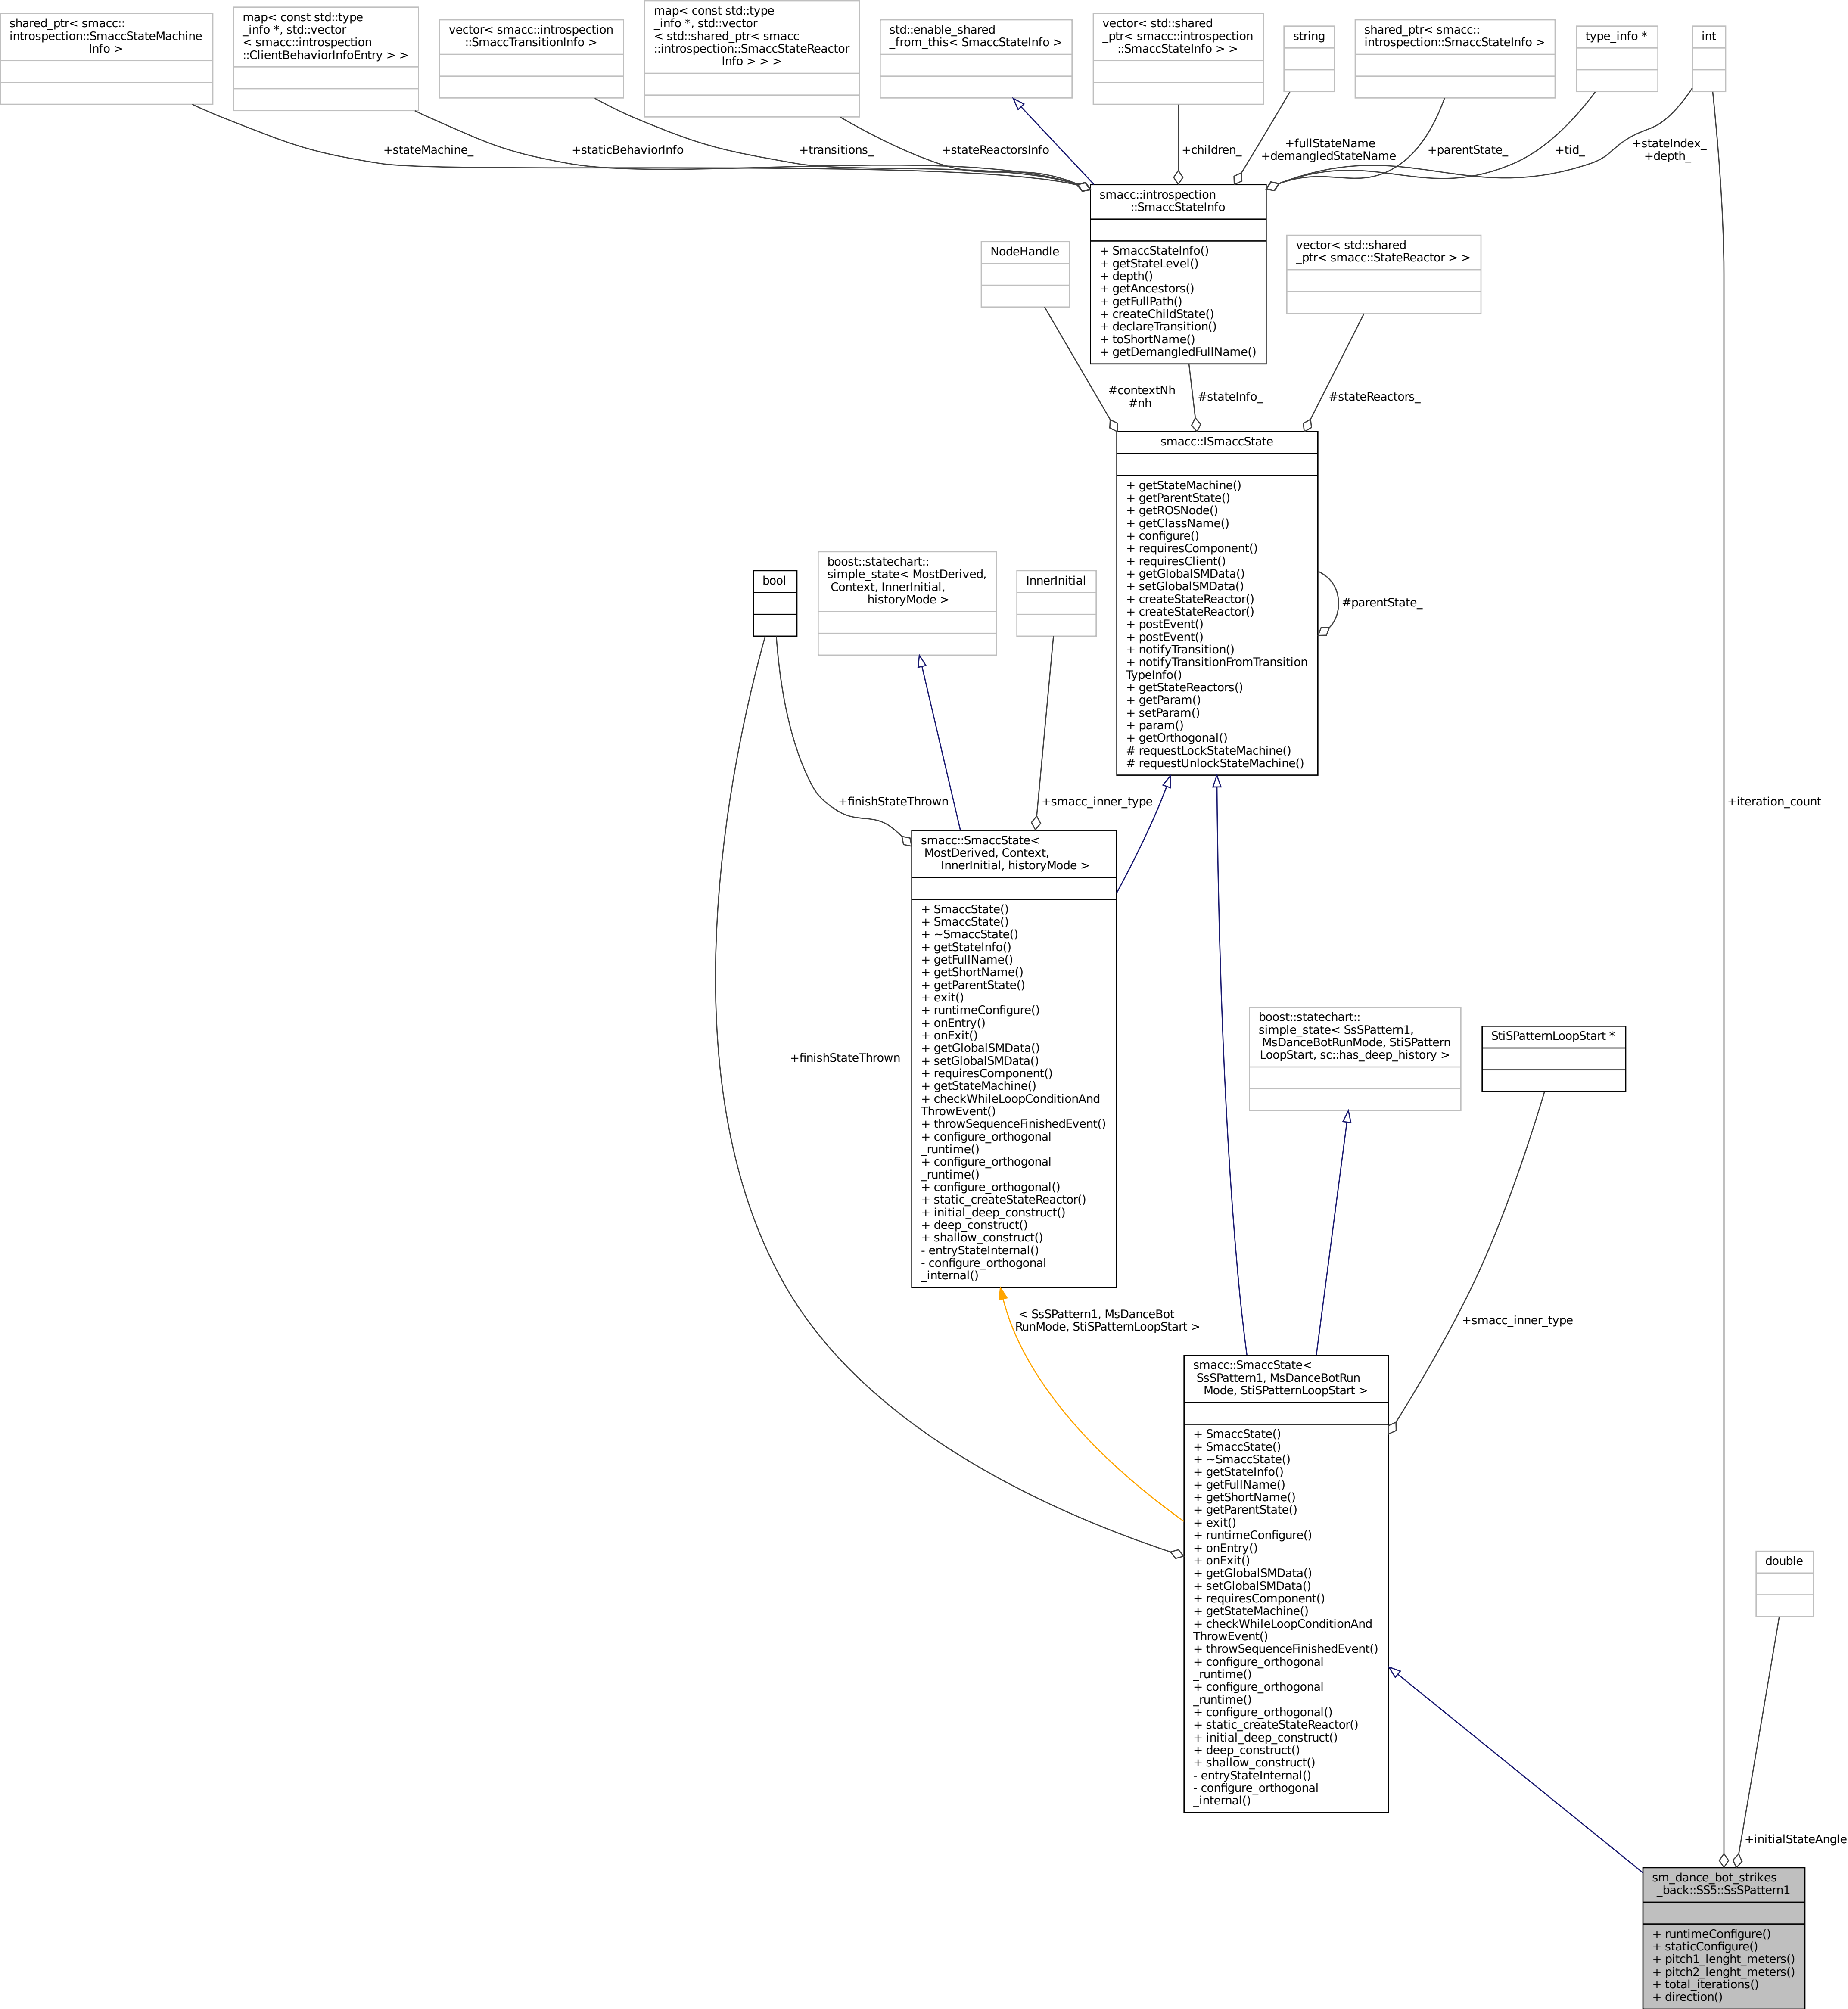 shared_ptr< smacc::
introspection::SmaccStateMachine
Info >
map< const std::type
_info *, std::vector
< smacc::introspection
::ClientBehaviorInfoEntry > >
vector< smacc::introspection
::SmaccTransitionInfo >
map< const std::type
_info *, std::vector
< std::shared_ptr< smacc
::introspection::SmaccStateReactor
Info > > >
std::enable_shared
_from_this< SmaccStateInfo >
vector< std::shared
_ptr< smacc::introspection
::SmaccStateInfo > >
string
shared_ptr< smacc::
introspection::SmaccStateInfo >
type_info *
int
+stateMachine_
+staticBehaviorInfo
+transitions_
+stateReactorsInfo
+children_
+fullStateName
+demangledStateName
+parentState_
+tid_
+stateIndex_
+depth_
smacc::introspection
::SmaccStateInfo
+ SmaccStateInfo()
+ getStateLevel()
+ depth()
+ getAncestors()
+ getFullPath()
+ createChildState()
+ declareTransition()
+ toShortName()
+ getDemangledFullName()
NodeHandle
vector< std::shared
_ptr< smacc::StateReactor > >
#contextNh
#nh
#stateInfo_
#stateReactors_
smacc::ISmaccState
+ getStateMachine()
+ getParentState()
+ getROSNode()
+ getClassName()
+ configure()
+ requiresComponent()
+ requiresClient()
+ getGlobalSMData()
+ setGlobalSMData()
+ createStateReactor()
+ createStateReactor()
+ postEvent()
+ postEvent()
+ notifyTransition()
+ notifyTransitionFromTransition
TypeInfo()
+ getStateReactors()
+ getParam()
+ setParam()
+ param()
+ getOrthogonal()
# requestLockStateMachine()
# requestUnlockStateMachine()
#parentState_
bool
boost::statechart::
simple_state< MostDerived,
Context, InnerInitial,
historyMode >
InnerInitial
+finishStateThrown
+smacc_inner_type
+iteration_count
smacc::SmaccState<
MostDerived, Context,
InnerInitial, historyMode >
+ SmaccState()
+ SmaccState()
+ ~SmaccState()
+ getStateInfo()
+ getFullName()
+ getShortName()
+ getParentState()
+ exit()
+ runtimeConfigure()
+ onEntry()
+ onExit()
+ getGlobalSMData()
+ setGlobalSMData()
+ requiresComponent()
+ getStateMachine()
+ checkWhileLoopConditionAnd
ThrowEvent()
+ throwSequenceFinishedEvent()
+ configure_orthogonal
_runtime()
+ configure_orthogonal
_runtime()
+ configure_orthogonal()
+ static_createStateReactor()
+ initial_deep_construct()
+ deep_construct()
+ shallow_construct()
- entryStateInternal()
- configure_orthogonal
_internal()
+finishStateThrown
boost::statechart::
simple_state< SsSPattern1,
MsDanceBotRunMode, StiSPattern
LoopStart, sc::has_deep_history >
StiSPatternLoopStart *
< SsSPattern1, MsDanceBot
RunMode, StiSPatternLoopStart >
+smacc_inner_type
smacc::SmaccState<
SsSPattern1, MsDanceBotRun
Mode, StiSPatternLoopStart >
+ SmaccState()
+ SmaccState()
+ ~SmaccState()
+ getStateInfo()
+ getFullName()
+ getShortName()
+ getParentState()
+ exit()
+ runtimeConfigure()
+ onEntry()
+ onExit()
+ getGlobalSMData()
+ setGlobalSMData()
+ requiresComponent()
+ getStateMachine()
+ checkWhileLoopConditionAnd
ThrowEvent()
+ throwSequenceFinishedEvent()
+ configure_orthogonal
_runtime()
+ configure_orthogonal
_runtime()
+ configure_orthogonal()
+ static_createStateReactor()
+ initial_deep_construct()
+ deep_construct()
+ shallow_construct()
- entryStateInternal()
- configure_orthogonal
_internal()
double
+initialStateAngle
sm_dance_bot_strikes
_back::SS5::SsSPattern1
+ runtimeConfigure()
+ staticConfigure()
+ pitch1_lenght_meters()
+ pitch2_lenght_meters()
+ total_iterations()
+ direction()